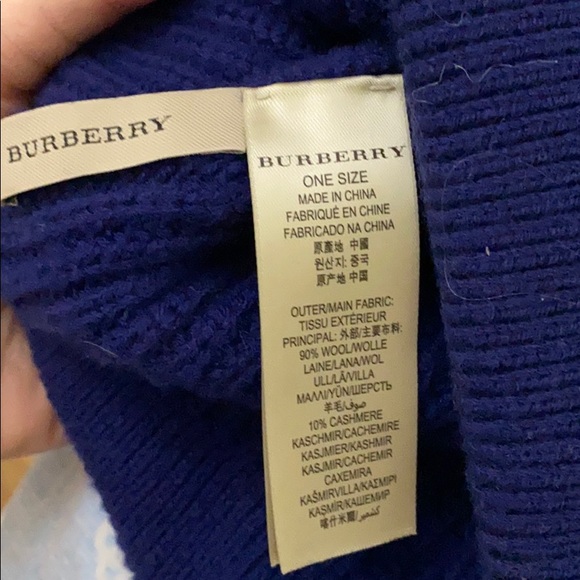 BURBERRY
BURBERRY
ONE SIZE
MADE IN CHINA
FABRIQUÉ EN CHINE
FABRICADO NA CHINA
原產地 中國
원산지: 중국
原产地 中国
OUTER/MAIN FABRIC:
TISSU EXTÉRIEUR
PRINCIPAL: 外部/主要布料:
90% WOOL/WOLLE
LAINE/LANA/WOL
ULL/LÃ/VILLA
ΜΑΛΛΙ/YÜN/ШЕРСТЬ
羊毛/صوف
10% CASHMERE
KASCHMIR/CACHEMIRE
KASJMIER/KASHMIR
KASJMIR/CACHEMIR
CAXEMIRA
KAŠMIRVILLA/ΚΑΣΜΙΡΙ
KAŞMIR/КАШЕМИР
喀什米爾/كشمير